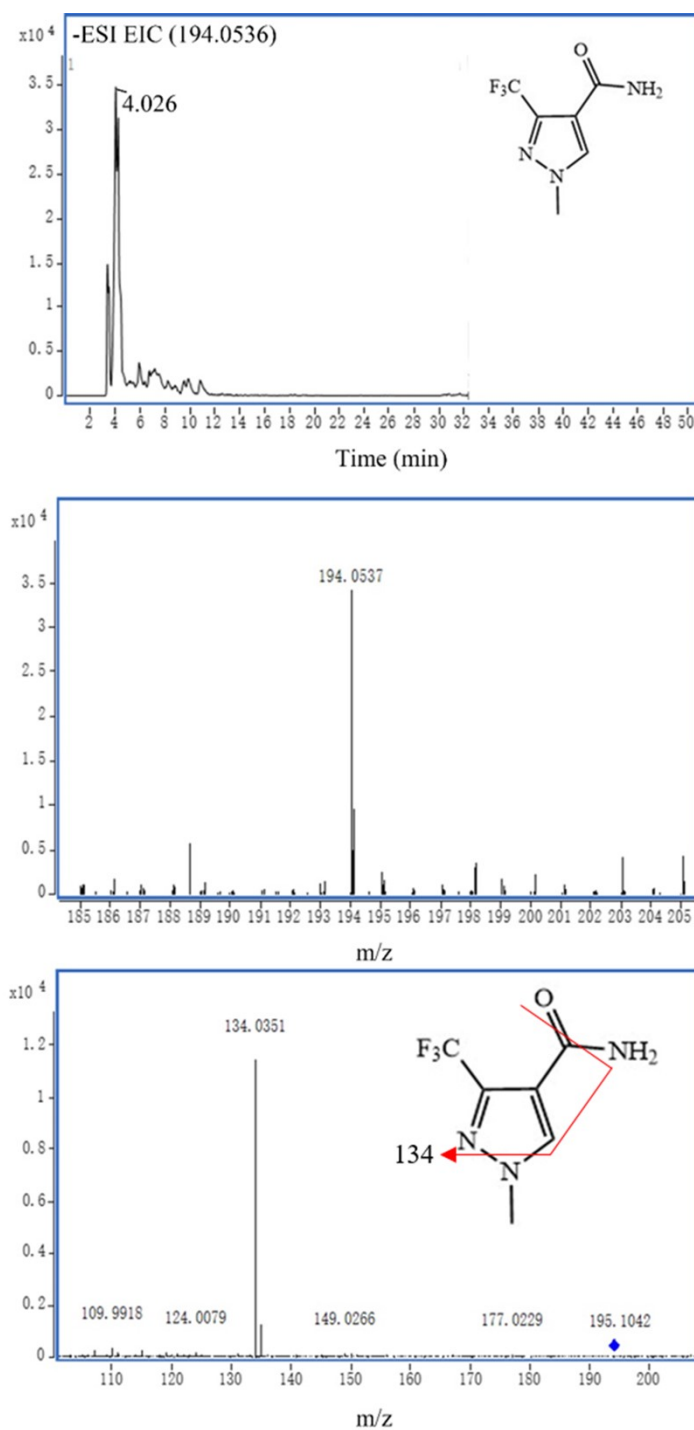 -ESI EIC (194.0536)
x10 4
1
4.026
3.5
3
2.5
2
1.5
1
0.5
0
2 4 6 8 10 12 14 16 18 20 22 24 26 28 30 32 34 36 38 40 42 44 46 48 50
Time (min)
O
F3C
NH2
N
N
x10 4
194.0537
3.5
3
2.5
2
1.5
1
0.5
0
185 186 187 188 189 190 191 192 193 194 195 196 197 198 199 200 201 202 203 204 205
m/z
x10 4
134.0351
1.2
1
0.8
0.6
0.4
0.2
0
109.9918 124.0079 149.0266 177.0229 195.1042
110 120 130 140 150 160 170 180 190 200
m/z
O
F3C
NH2
134
N
N